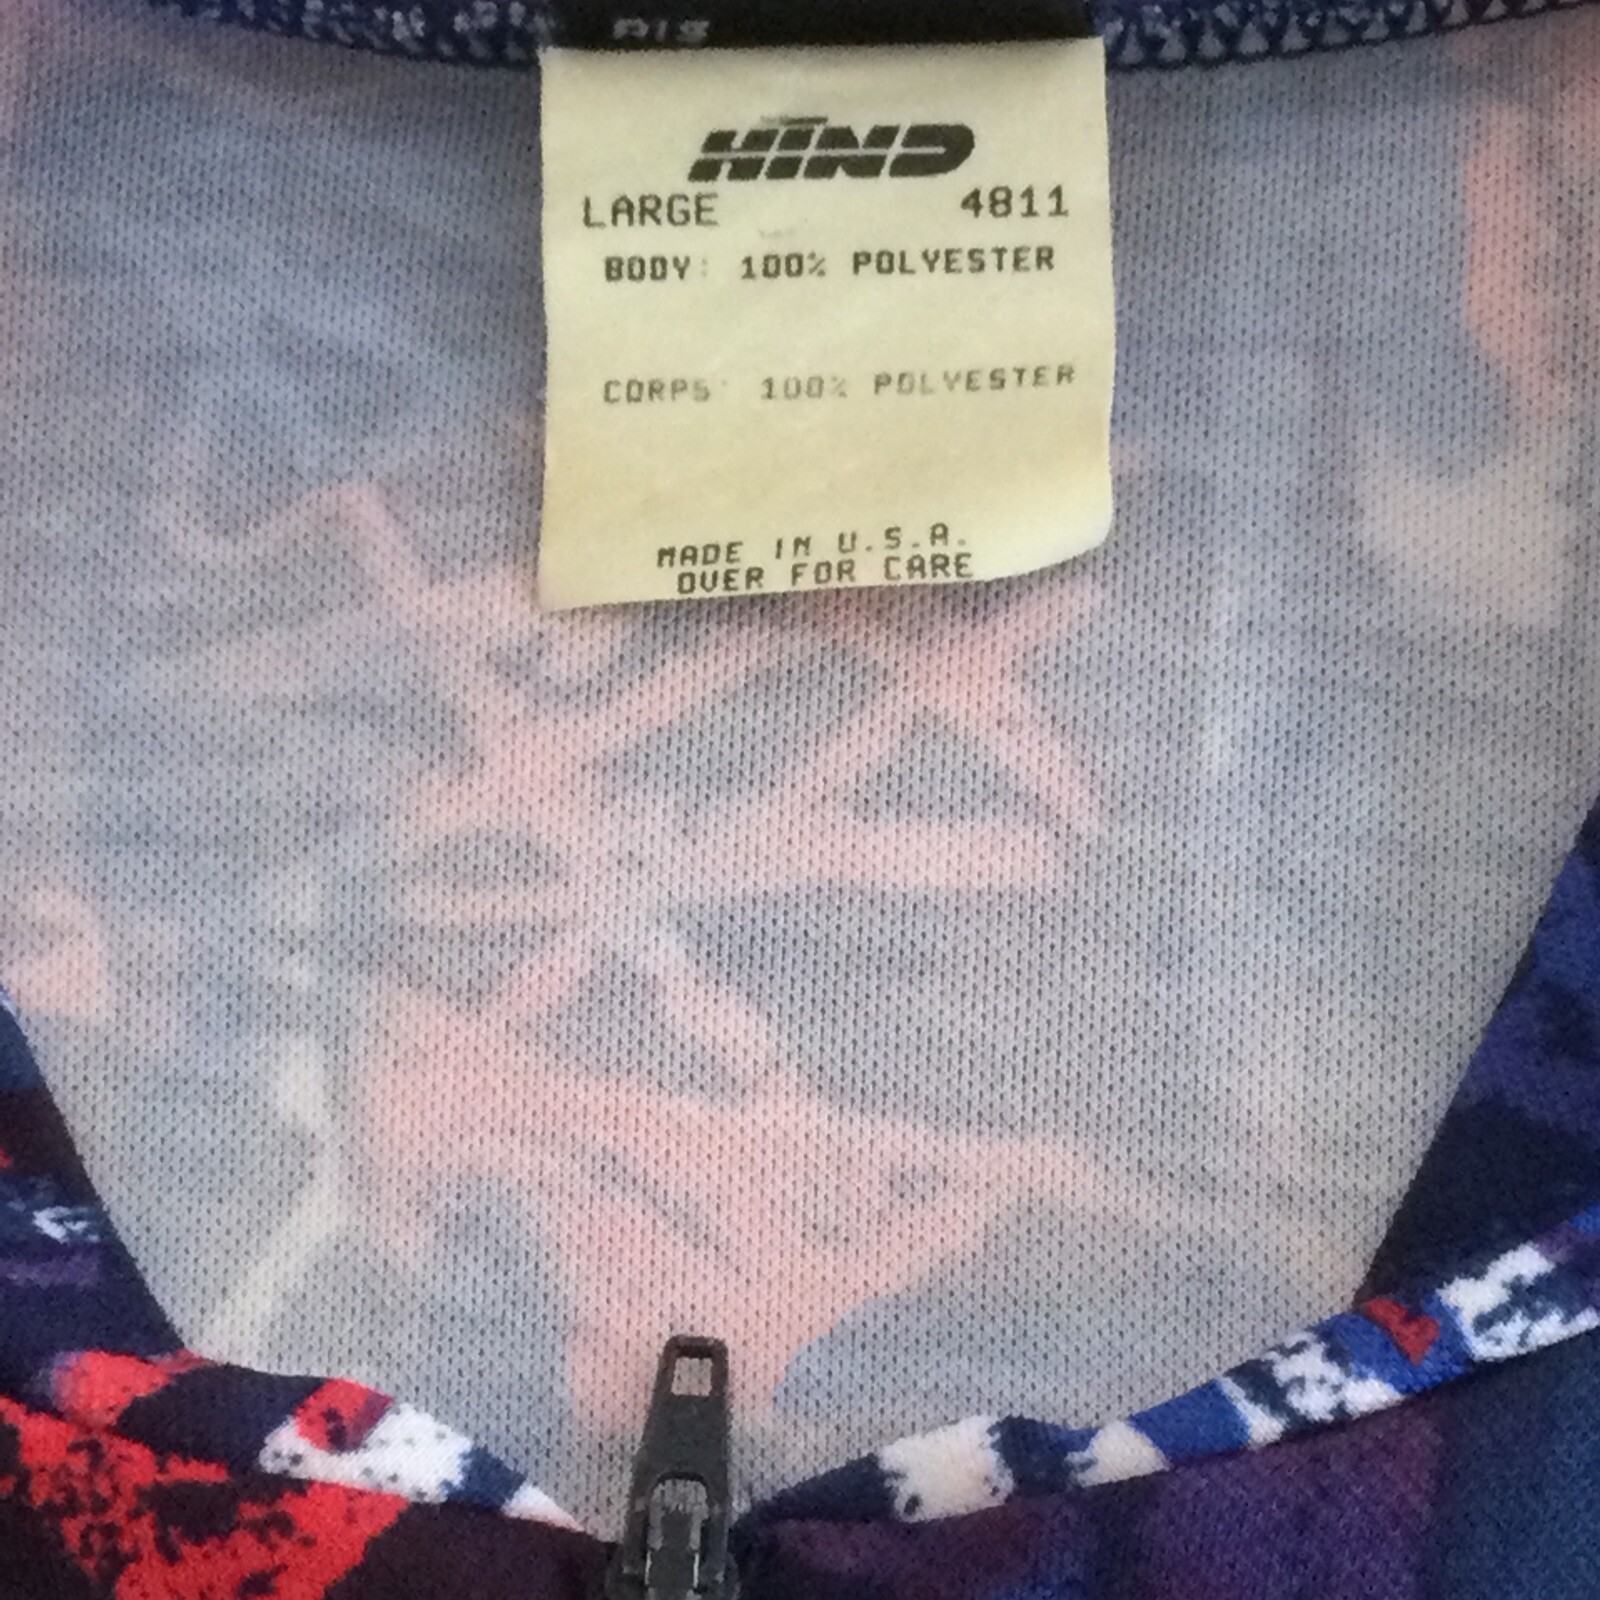 HIND
LARGE 4811
BODY: 100% POLYESTER
CORPS: 100% POLYESTER
MADE IN U.S.A.
OVER FOR CARE